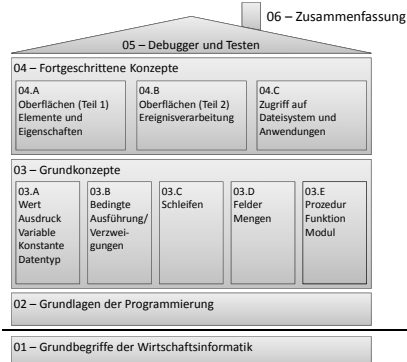 06 – Zusammenfassung
05 – Debugger und Testen
04 – Fortgeschrittene Konzepte
04.A
Oberflächen (Teil 1)
Elemente und
Eigenschaften
04.B
Oberflächen (Teil 2)
Ereignisverarbeitung
04.C
Zugriff auf
Dateisystem und
Anwendungen
03 – Grundkonzepte
03.A
Wert
Ausdruck
Variable
Konstante
Datentyp
03.B
Bedingte
Ausführung/
Verzwei-
gungen
03.C
Schleifen
03.D
Felder
Mengen
03.E
Prozedur
Funktion
Modul
02 – Grundlagen der Programmierung
01 – Grundbegriffe der Wirtschaftsinformatik